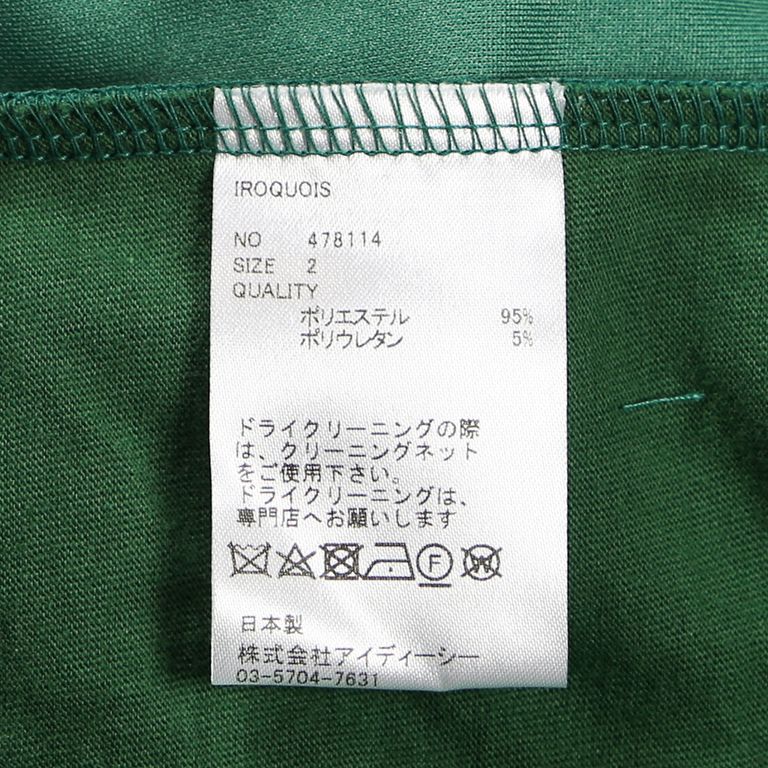 IROQUOIS
NO 478114
SIZE 2
QUALITY
ポリエステル 95%
ポリウレタン 5%
ドライクリーニングの際
は、クリーニングネット
をご使用下さい。
ドライクリーニングは、
専門店へお願いします
F W
日本製
株式会社アイディーシー
03-5704-7631